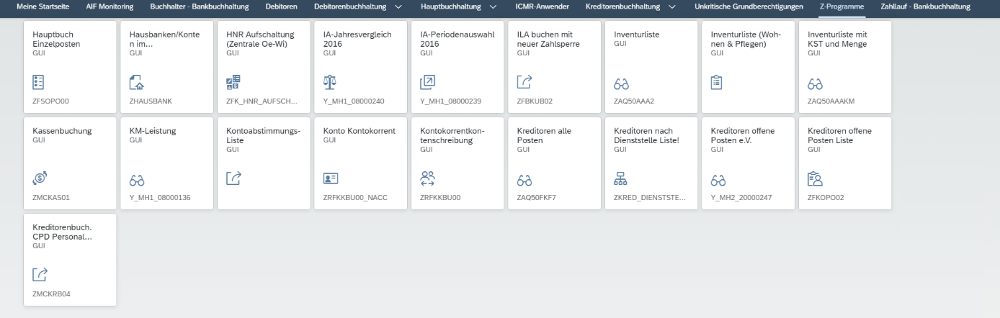 Meine Startseite AIF Monitoring Buchhalter - Bankbuchhaltung Debitoren Debitorenbuchhaltung Hauptbuchhaltung ICMR-Anwender Kreditorenbuchhaltung Unkritische Grundberechtigungen Z-Programme Zahllauf - Bankbuchhaltung
Hauptbuch
Einzelposten
GUI
ZFSOPO00
Hausbanken/Konte
n im...
GUI
ZHAUSBANK
HNR Aufschaltung
(Zentrale Oe-Wi)
GUI
ZFK_HNR_AUFSCH...
IA-Jahresvergleich
2016
GUI
Y_MH1_08000240
IA-Periodenauswahl
2016
GUI
Y_MH1_08000239
ILA buchen mit
neuer Zahlsperre
GUI
ZFBKUB02
Inventurliste
GUI
ZAQ50AAA2
Inventurliste (Woh-
nen & Pflegen)
GUI
Inventurliste mit
KST und Menge
GUI
ZAQ50AAAKM
Kassenbuchung
GUI
ZMCKAS01
KM-Leistung
GUI
Y_MH1_08000136
Kontoabstimmungs-
Liste
GUI
Konto Kontokorrent
GUI
ZRFKKBU00_NACC
Kontokorrentkon-
tenschreibung
GUI
ZRFKKBU00
Kreditoren alle
Posten
GUI
ZAQ50FKF7
Kreditoren nach
Dienststelle Liste!
GUI
ZKRED_DIENSTSTE...
Kreditoren offene
Posten e.V.
GUI
Y_MH2_20000247
Kreditoren offene
Posten Liste
GUI
ZFKOPO02
Kreditorenbuch.
CPD Personal...
GUI
ZMCKRB04